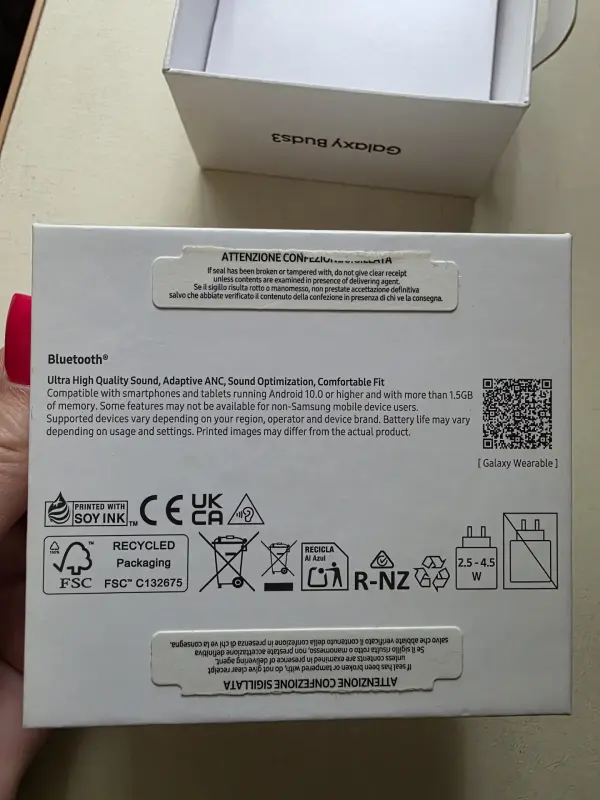 Galaxy Buds3
ATTENZIONE CONFEZIONE SIGILLATA
If seal has been broken or tampered with, do not give clear receipt
unless contents are examined in presence of delivering agent.
Se il sigillo risulta rotto o manomesso, non prestate accettazione definitiva
salvo che abbiate verificato il contenuto della confezione in presenza di chi ve la consegna.
Bluetooth®
Ultra High Quality Sound, Adaptive ANC, Sound Optimization, Comfortable Fit
Compatible with smartphones and tablets running Android 10.0 or higher and with more than 1.5GB
of memory. Some features may not be available for non-Samsung mobile device users.
Supported devices vary depending on your region, operator and device brand. Battery life may vary
depending on usage and settings. Printed images may differ from the actual product.
[ Galaxy Wearable ]
PRINTED WITH
SOY INK™
CE
UK
CA
FSC™
RECYCLED
Packaging
FSC™ C132675
RECICLA
Al Azul
R-NZ
2.5 - 4.5
W
ATTENZIONE CONFEZIONE SIGILLATA
If seal has been broken or tampered with, do not give clear receipt
unless contents are examined in presence of delivering agent.
Se il sigillo risulta rotto o manomesso, non prestate accettazione definitiva
salvo che abbiate verificato il contenuto della confezione in presenza di chi ve la consegna.